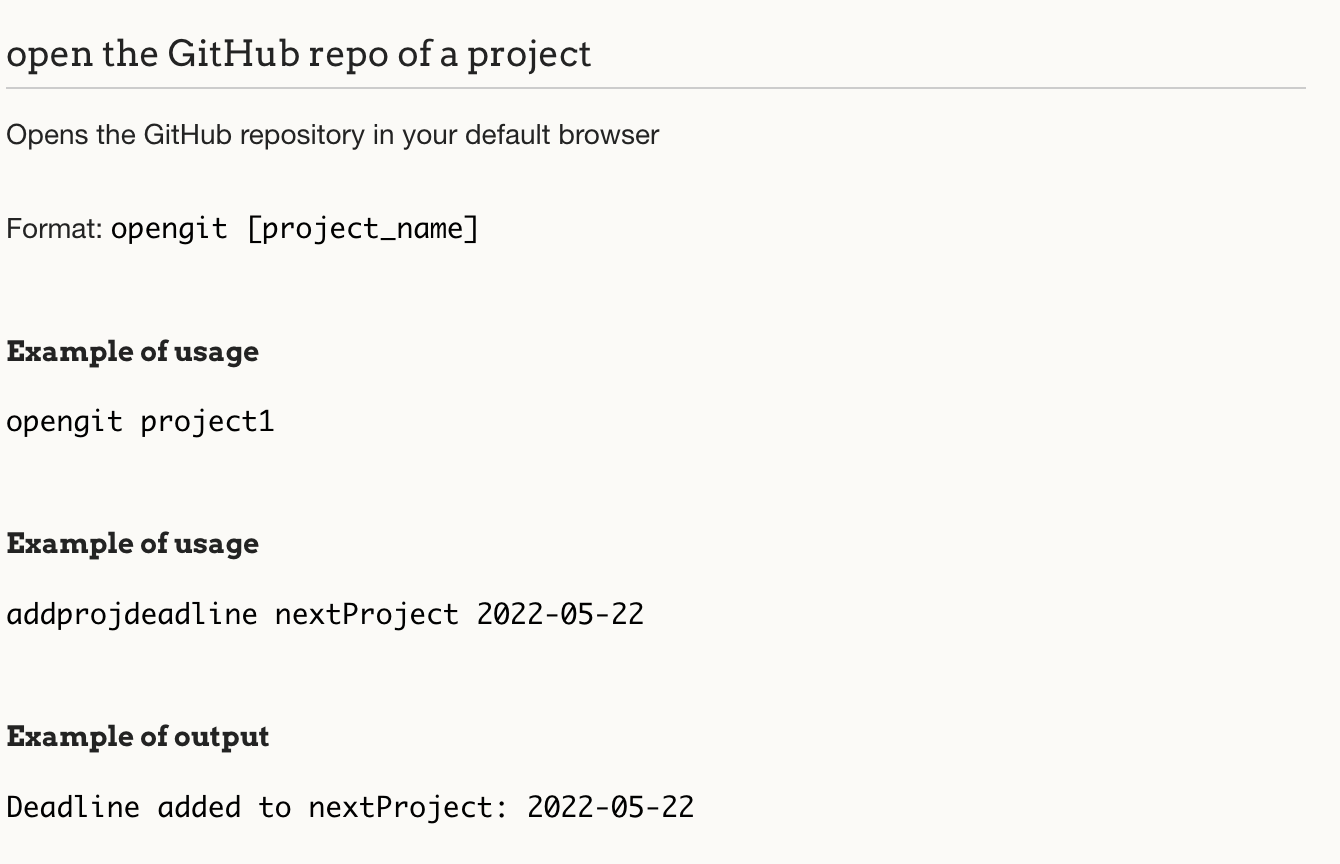 open the GitHub repo of a project
Opens the GitHub repository in your default browser
Format: opengit [project_name]
Example of usage
opengit project1
Example of usage
addprojdeadline nextProject 2022-05-22
Example of output
Deadline added to nextProject: 2022-05-22